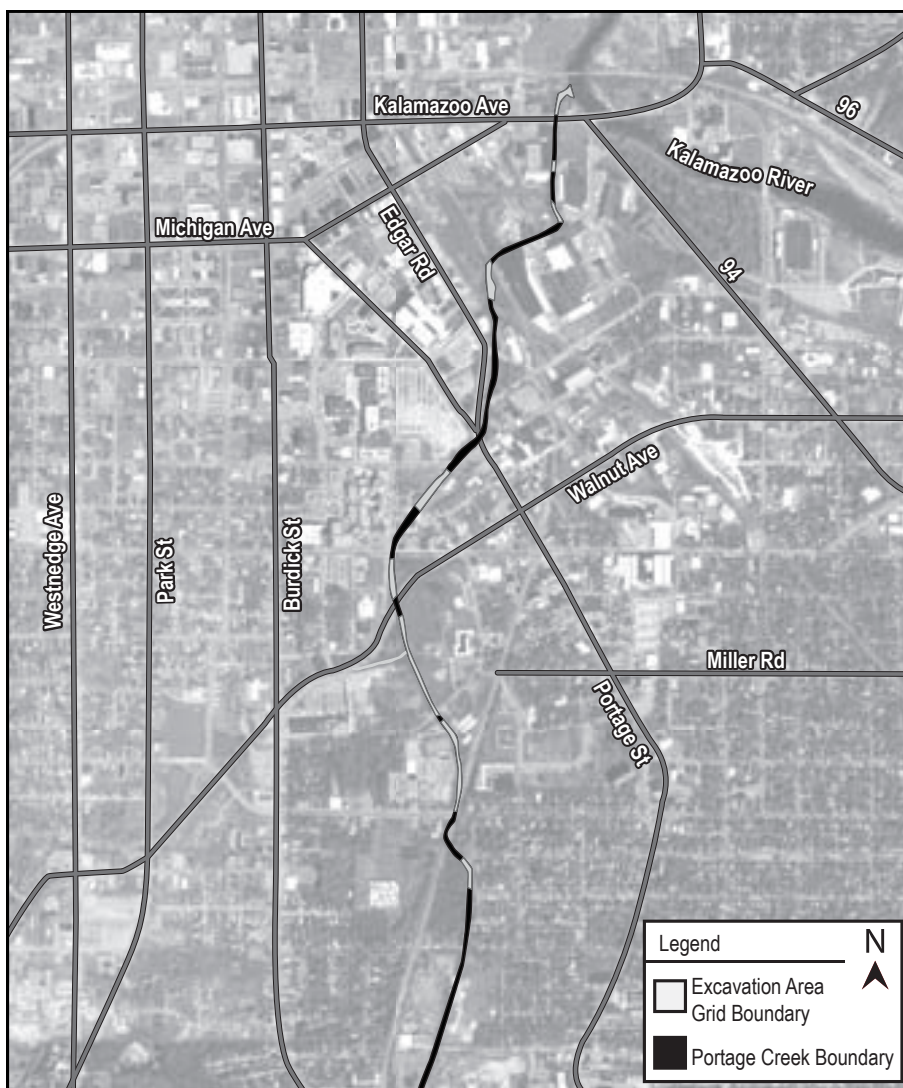 Kalamazoo Ave
96
Kalamazoo River
Michigan Ave
Edgar Rd
94
Walnut Ave
Westnedge Ave
Park St
Burdick St
Miller Rd
Portage St
Legend
N
Excavation Area
Grid Boundary
Portage Creek Boundary